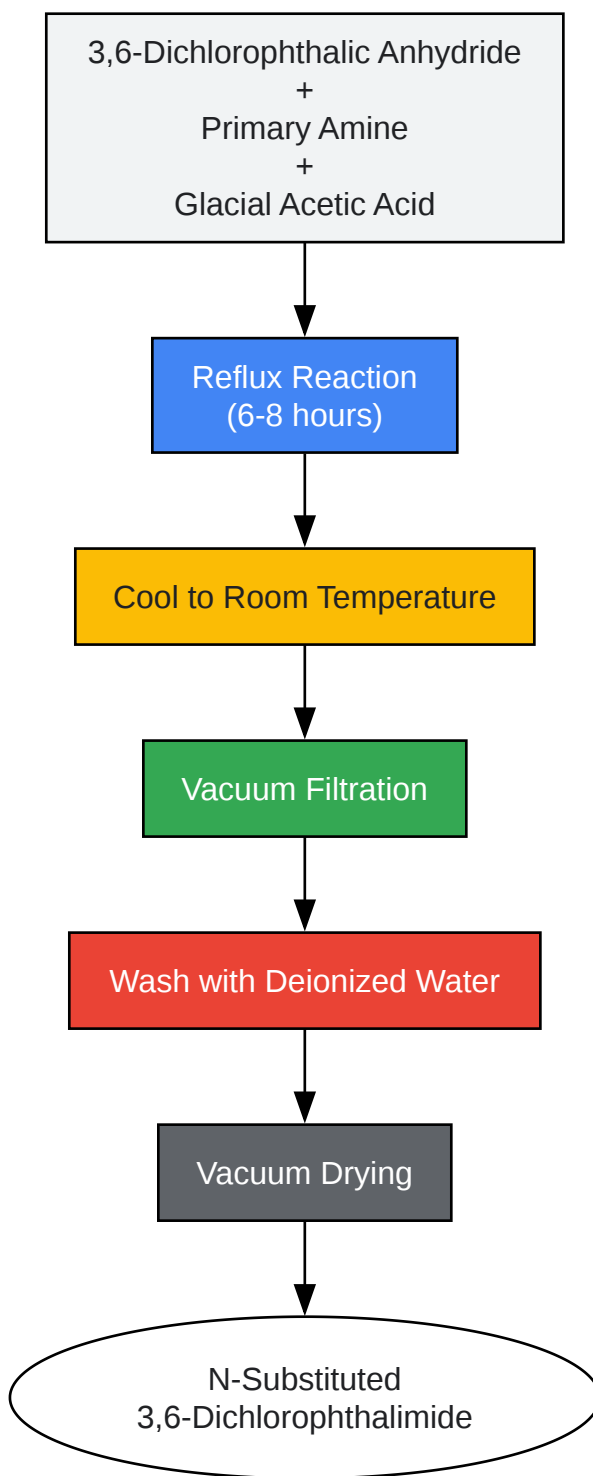 3,6-Dichlorophthalic Anhydride
+
Primary Amine
+
Glacial Acetic Acid
Reflux Reaction
(6-8 hours)
Cool to Room Temperature
Vacuum Filtration
Wash with Deionized Water
Vacuum Drying
N-Substituted
3,6-Dichlorophthalimide